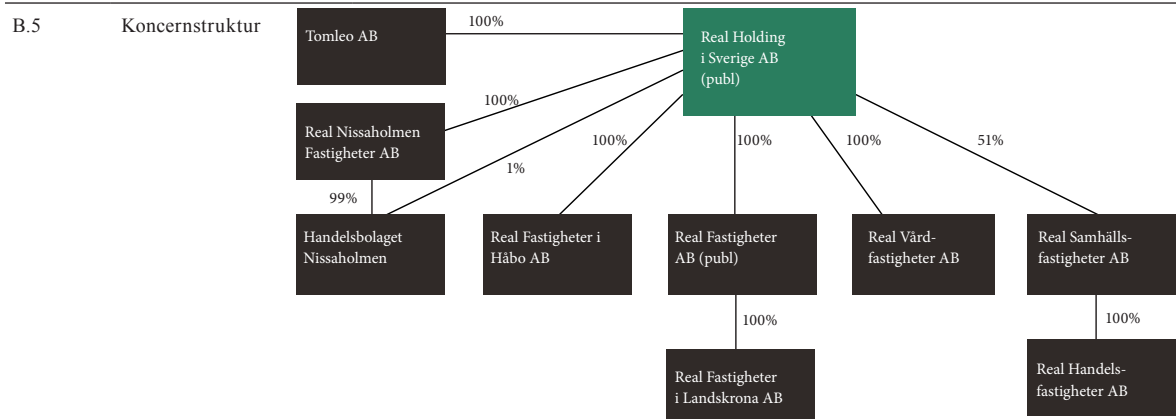 B.5 Koncernstruktur
Tomleo AB
100%
Real Holding
i Sverige AB
(publ)
100%
Real Nissaholmen
Fastigheter AB
100%
100%
100%
51%
1%
99%
Handelsbolaget
Nissaholmen
Real Fastigheter i
Håbo AB
Real Fastigheter
AB (publ)
Real Vård-
fastigheter AB
Real Samhälls-
fastigheter AB
100%
100%
Real Fastigheter
i Landskrona AB
Real Handels-
fastigheter AB